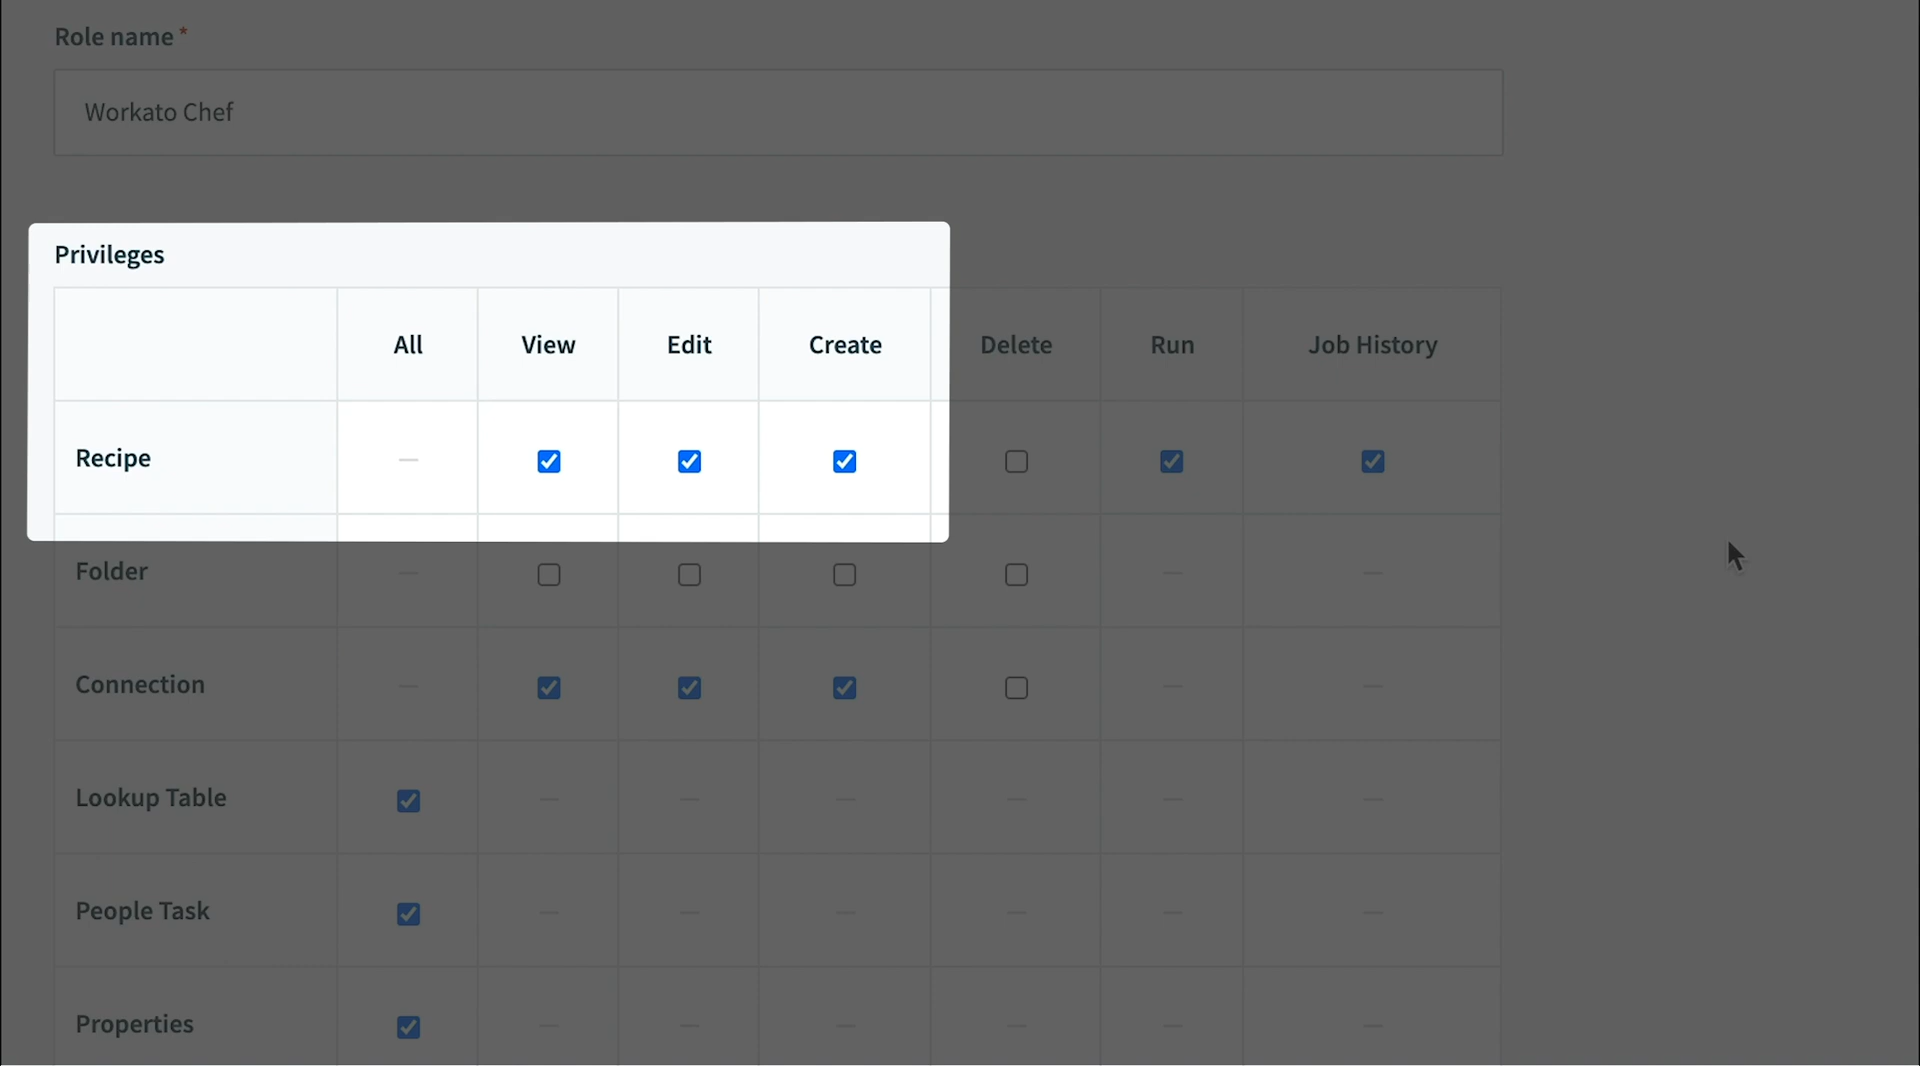 Role name *
Workato Chef
Privileges
All View Edit Create Delete Run Job History
Recipe
Folder
Connection
Lookup Table
People Task
Properties